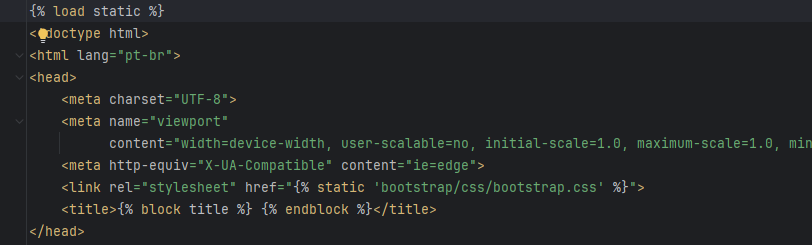 {% load static %}
<!doctype html>
<html lang="pt-br">
<head>
    <meta charset="UTF-8">
    <meta name="viewport"
          content="width=device-width, user-scalable=no, initial-scale=1.0, maximum-scale=1.0, min
    <meta http-equiv="X-UA-Compatible" content="ie=edge">
    <link rel="stylesheet" href="{% static 'bootstrap/css/bootstrap.css' %}">
    <title>{% block title %} {% endblock %}</title>
</head>